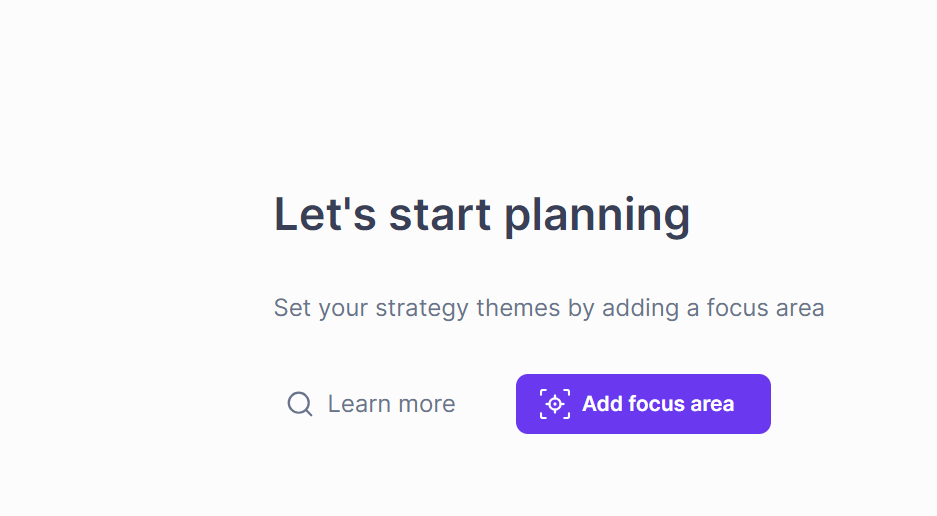 Let's start planning
Set your strategy themes by adding a focus area
Learn more
Add focus area